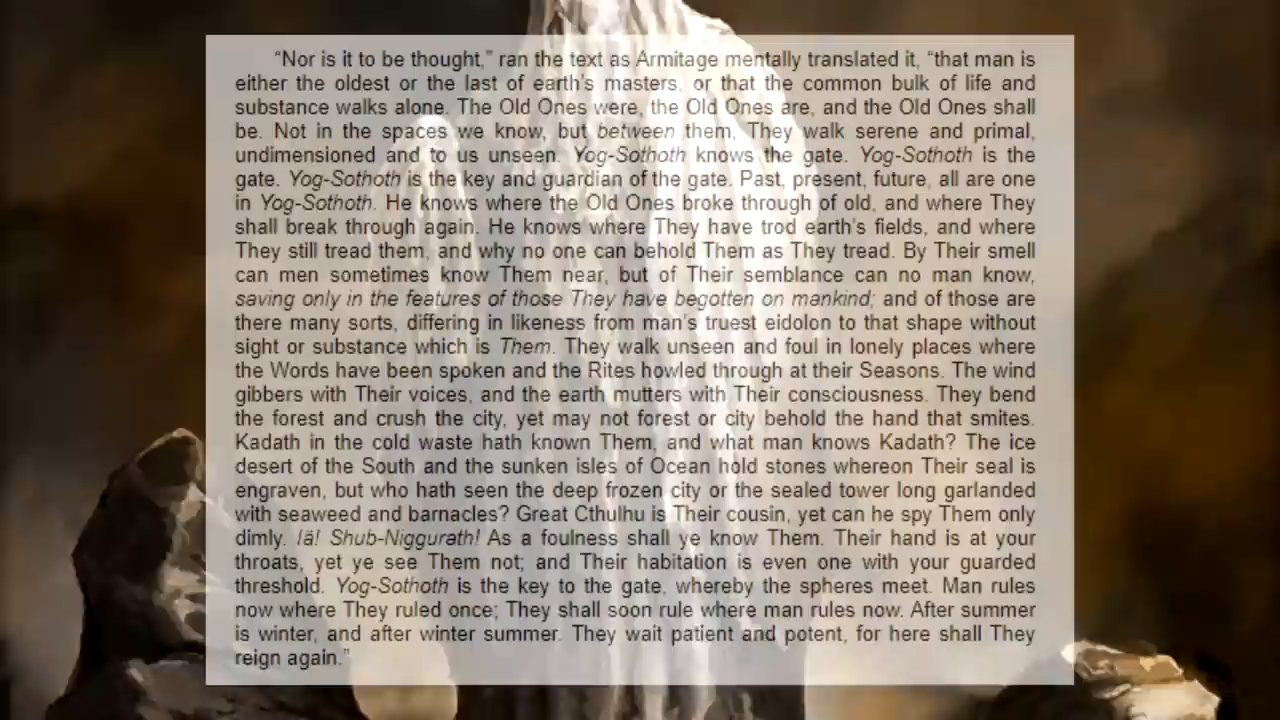 “Nor is it to be thought,” ran the text as Armitage mentally translated it, “that man is
either the oldest or the last of earth’s masters, or that the common bulk of life and
substance walks alone. The Old Ones were, the Old Ones are, and the Old Ones shall
be. Not in the spaces we know, but between them, They walk serene and primal,
undimensioned and to us unseen. Yog-Sothoth knows the gate. Yog-Sothoth is the
gate. Yog-Sothoth is the key and guardian of the gate. Past, present, future, all are one
in Yog-Sothoth. He knows where the Old Ones broke through of old, and where They
shall break through again. He knows where They have trod earth’s fields, and where
They still tread them, and why no one can behold Them as They tread. By Their smell
can men sometimes know Them near, but of Their semblance can no man know,
saving only in the features of those They have begotten on mankind; and of those are
there many sorts, differing in likeness from man’s truest eidolon to that shape without
sight or substance which is Them. They walk unseen and foul in lonely places where
the Words have been spoken and the Rites howled through at their Seasons. The wind
gibbers with Their voices, and the earth mutters with Their consciousness. They bend
the forest and crush the city, yet may not forest or city behold the hand that smites.
Kadath in the cold waste hath known Them, and what man knows Kadath? The ice
desert of the South and the sunken isles of Ocean hold stones whereon Their seal is
engraven, but who hath seen the deep frozen city or the sealed tower long garlanded
with seaweed and barnacles? Great Cthulhu is Their cousin, yet can he spy Them only
dimly. Iä! Shub-Niggurath! As a foulness shall ye know Them. Their hand is at your
throats, yet ye see Them not; and Their habitation is even one with your guarded
threshold. Yog-Sothoth is the key to the gate, whereby the spheres meet. Man rules
now where They ruled once; They shall soon rule where man rules now. After summer
is winter, and after winter summer. They wait patient and potent, for here shall They
reign again.”